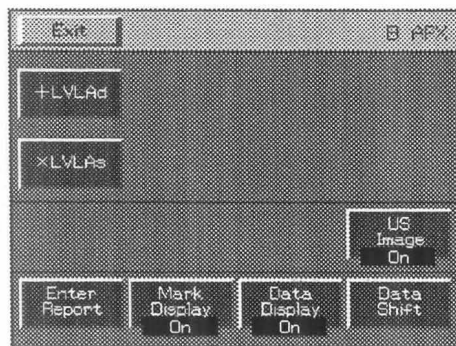 Exit
B APX
+LVLAd
×LVLAs
US
Image
On
Enter
Report
Mark
Display
On
Data
Display
On
Data
Shift